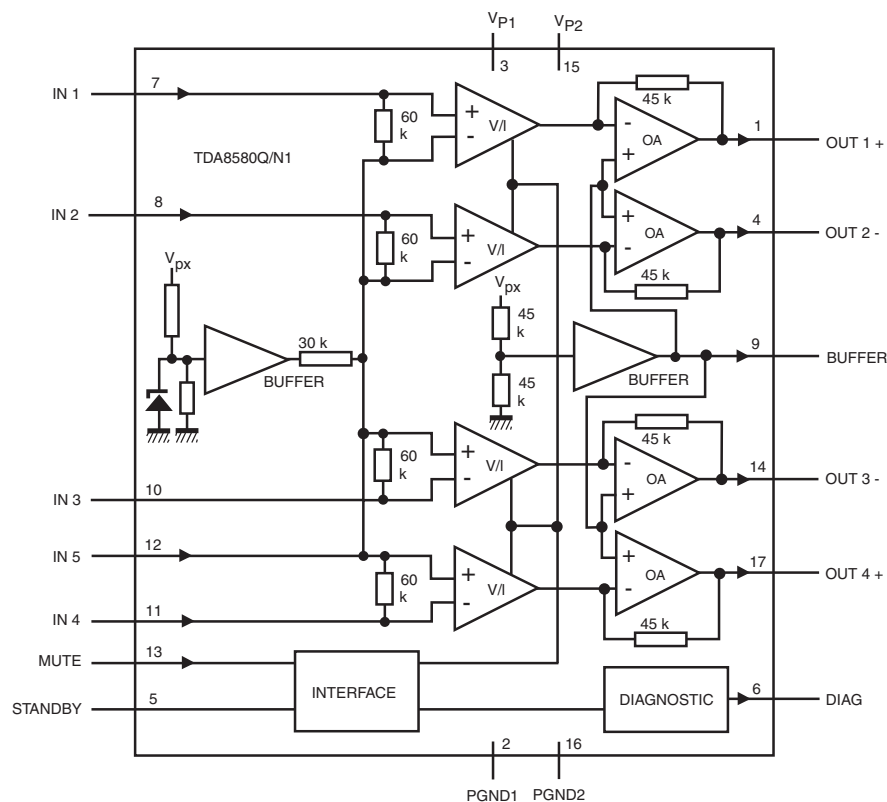 VP1 VP2
3 15
IN 1 7
60 k
+
-
V/I
45 k
-
+
OA
1
OUT 1 +
TDA8580Q/N1
IN 2 8
60 k
+
-
V/I
+
-
OA
45 k
4
OUT 2 -
Vpx
30 k
BUFFER
Vpx
45 k
45 k
BUFFER
9
BUFFER
60 k
+
-
V/I
45 k
-
+
OA
14
OUT 3 -
IN 3 10
IN 5 12
60 k
+
-
V/I
+
-
OA
45 k
17
OUT 4 +
IN 4 11
MUTE 13
INTERFACE
STANDBY 5
DIAGNOSTIC
6
DIAG
2 16
PGND1 PGND2